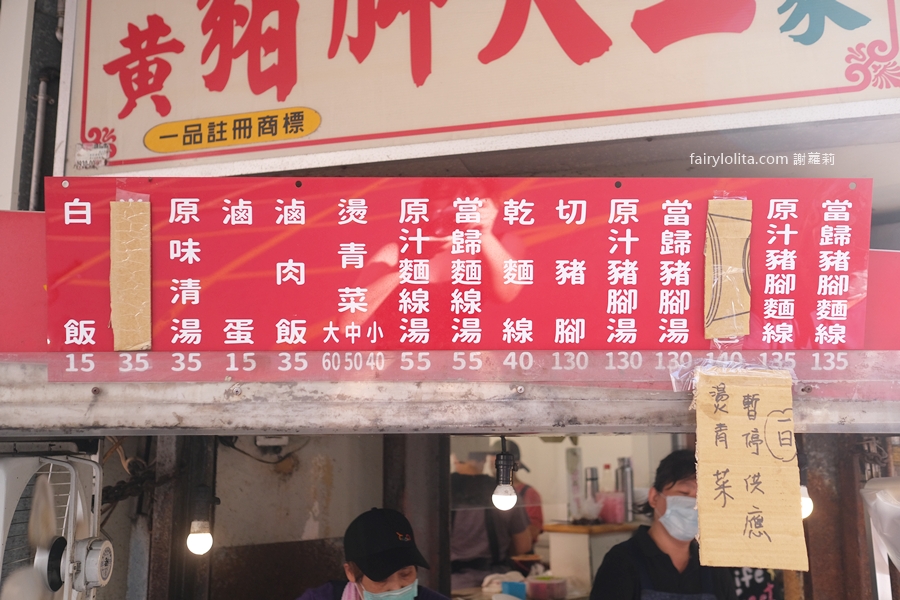 黃豬腳大王
一品註冊商標
fairylolita.com 謝蘿莉
當歸豬腳麵線 135
原汁豬腳麵線 135
140
當歸豬腳湯 130
原汁豬腳湯 130
切豬腳 130
乾麵線 40
當歸麵線湯 55
原汁麵線湯 55
燙青菜 大中小 60 50 40
滷肉飯 35
滷蛋 15
原味清湯 35
35
白飯 15
一日
暫停供應
燙青菜